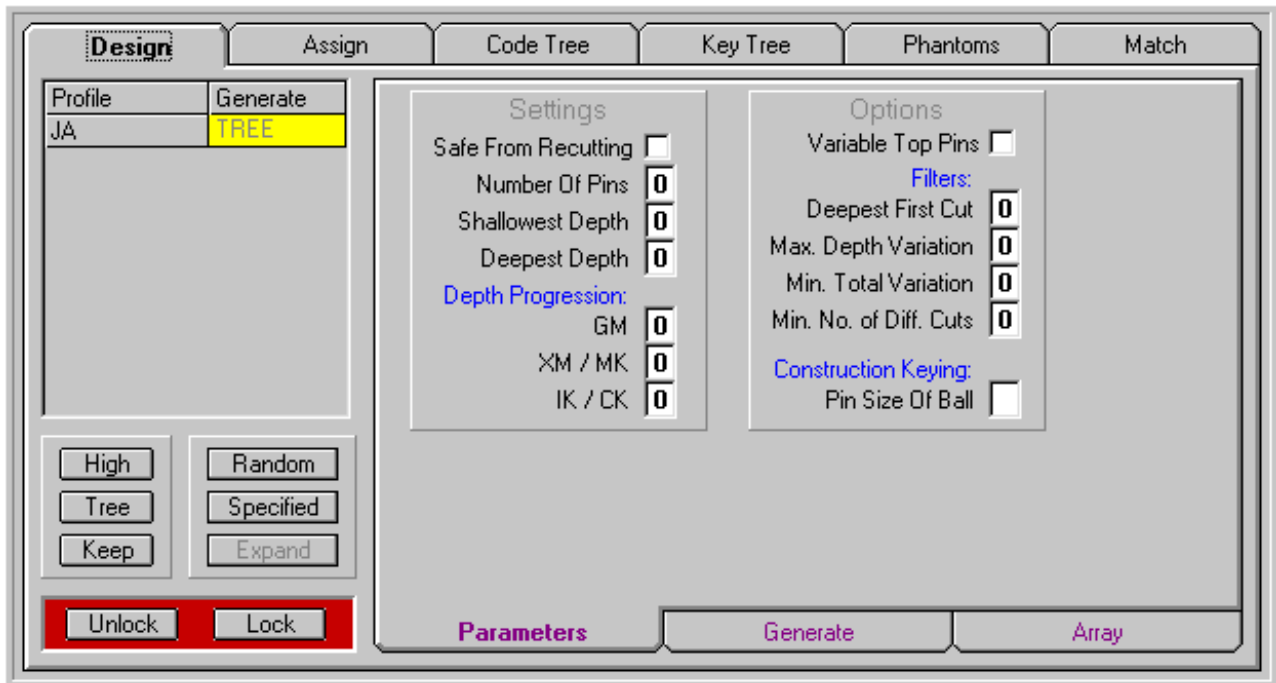 Design Assign Code Tree Key Tree Phantoms Match
Profile Generate
JA TREE
Settings
Safe From Recutting
Number Of Pins 0
Shallowest Depth 0
Deepest Depth 0
Depth Progression:
GM 0
XM / MK 0
IK / CK 0
Options
Variable Top Pins
Filters:
Deepest First Cut 0
Max. Depth Variation 0
Min. Total Variation 0
Min. No. of Diff. Cuts 0
Construction Keying:
Pin Size Of Ball
High Random
Tree Specified
Keep Expand
Unlock Lock
Parameters Generate Array